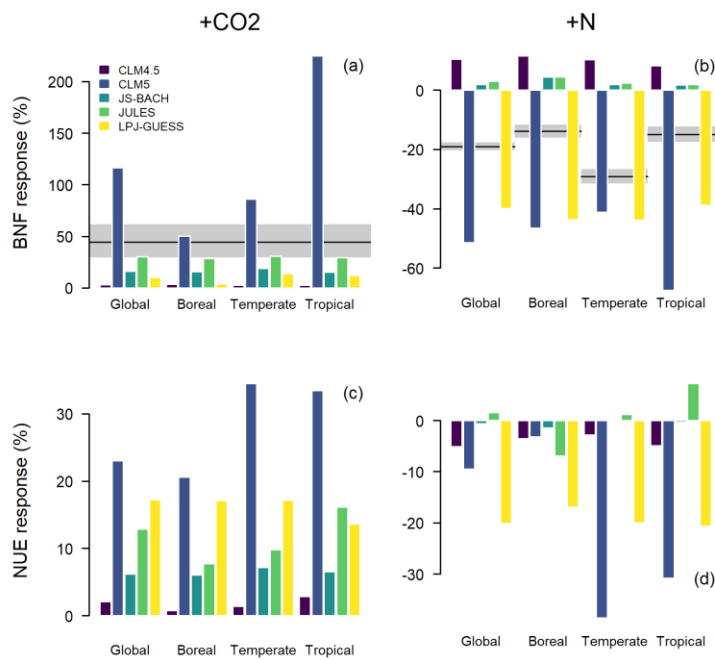 +CO2
+N
(a)
CLM4.5
CLM5
JS-BACH
JULES
LPJ-GUESS
BNF response (%)
200
150
100
50
0
Global Boreal Temperate Tropical
(b)
0
-20
-40
-60
Global Boreal Temperate Tropical
(c)
NUE response (%)
30
20
10
0
Global Boreal Temperate Tropical
0
-10
-20
-30
(d)
Global Boreal Temperate Tropical